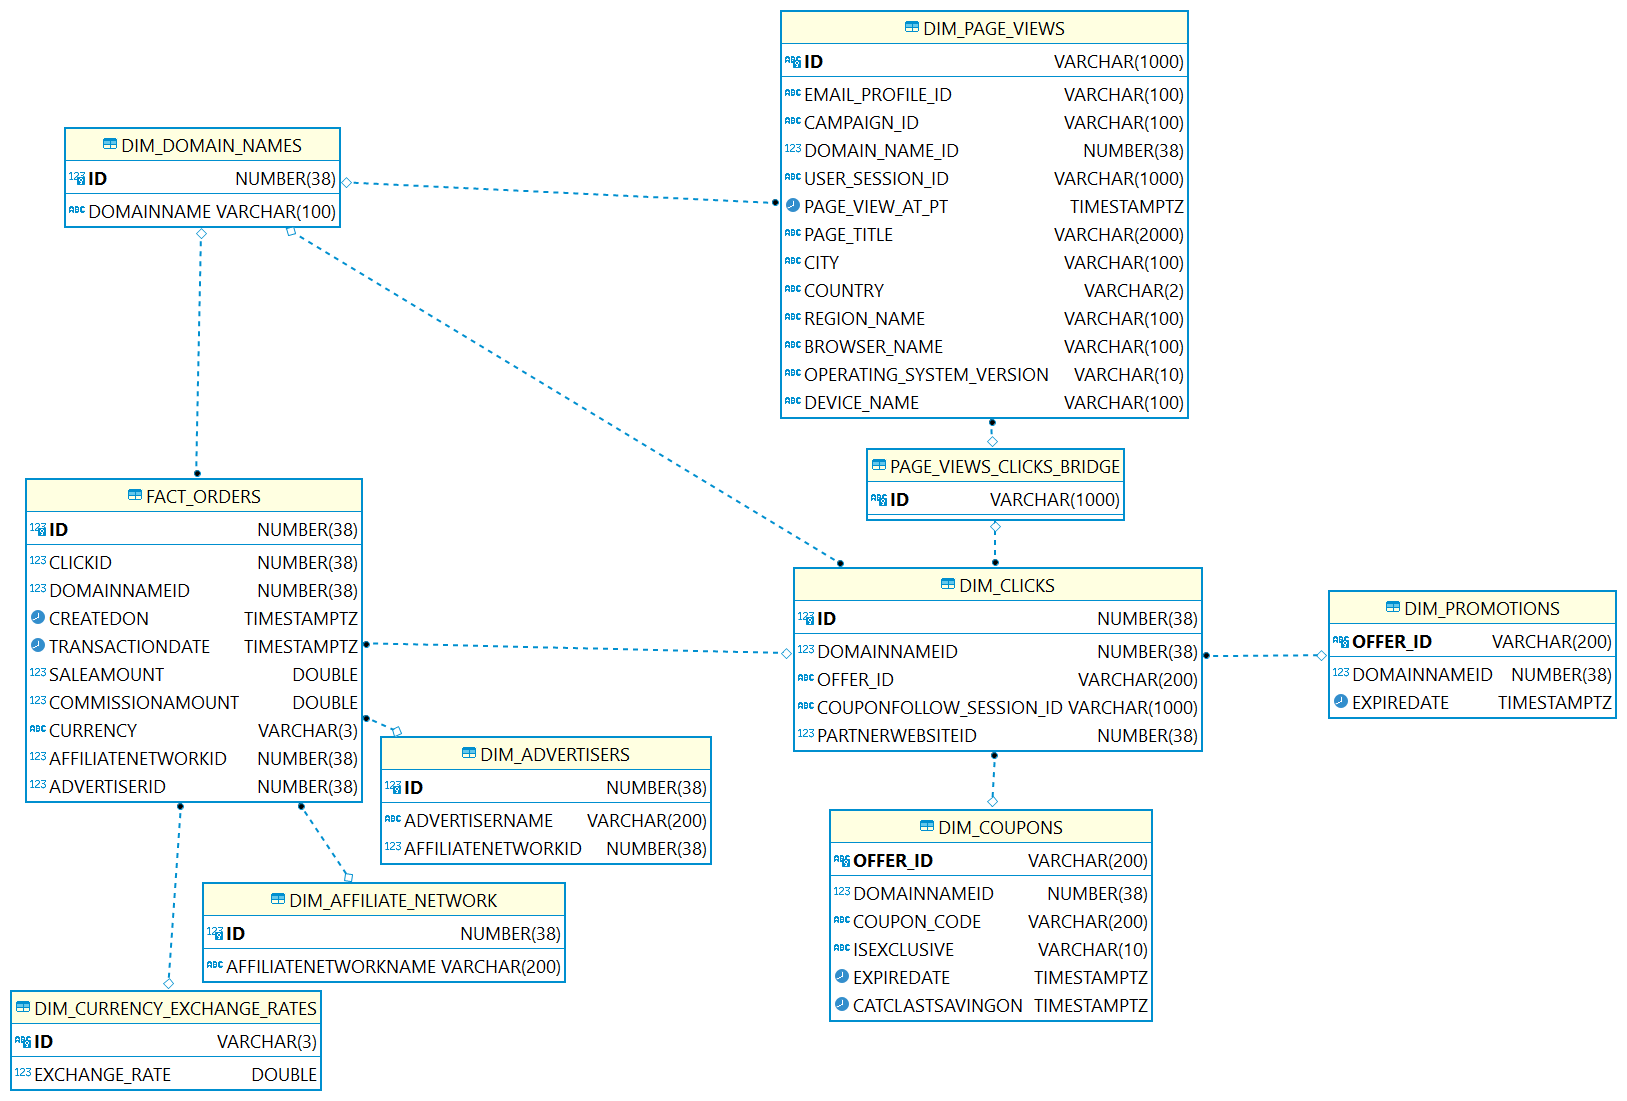 DIM_PAGE_VIEWS
ID VARCHAR(1000)
EMAIL_PROFILE_ID VARCHAR(100)
CAMPAIGN_ID VARCHAR(100)
DOMAIN_NAME_ID NUMBER(38)
USER_SESSION_ID VARCHAR(1000)
PAGE_VIEW_AT_PT TIMESTAMPTZ
PAGE_TITLE VARCHAR(2000)
CITY VARCHAR(100)
COUNTRY VARCHAR(2)
REGION_NAME VARCHAR(100)
BROWSER_NAME VARCHAR(100)
OPERATING_SYSTEM_VERSION VARCHAR(10)
DEVICE_NAME VARCHAR(100)
DIM_DOMAIN_NAMES
ID NUMBER(38)
DOMAINNAME VARCHAR(100)
PAGE_VIEWS_CLICKS_BRIDGE
ID VARCHAR(1000)
FACT_ORDERS
ID NUMBER(38)
CLICKID NUMBER(38)
DOMAINNAMEID NUMBER(38)
CREATEDON TIMESTAMPTZ
TRANSACTIONDATE TIMESTAMPTZ
SALEAMOUNT DOUBLE
COMMISSIONAMOUNT DOUBLE
CURRENCY VARCHAR(3)
AFFILIATENETWORKID NUMBER(38)
ADVERTISERID NUMBER(38)
DIM_CLICKS
ID NUMBER(38)
DOMAINNAMEID NUMBER(38)
OFFER_ID VARCHAR(200)
COUPONFOLLOW_SESSION_ID VARCHAR(1000)
PARTNERWEBSITEID NUMBER(38)
DIM_PROMOTIONS
OFFER_ID VARCHAR(200)
DOMAINNAMEID NUMBER(38)
EXPIREDATE TIMESTAMPTZ
DIM_ADVERTISERS
ID NUMBER(38)
ADVERTISERNAME VARCHAR(200)
AFFILIATENETWORKID NUMBER(38)
DIM_COUPONS
OFFER_ID VARCHAR(200)
DOMAINNAMEID NUMBER(38)
COUPON_CODE VARCHAR(200)
ISEXCLUSIVE VARCHAR(10)
EXPIREDATE TIMESTAMPTZ
CATCLASTSAVINGON TIMESTAMPTZ
DIM_AFFILIATE_NETWORK
ID NUMBER(38)
AFFILIATENETWORKNAME VARCHAR(200)
DIM_CURRENCY_EXCHANGE_RATES
ID VARCHAR(3)
EXCHANGE_RATE DOUBLE